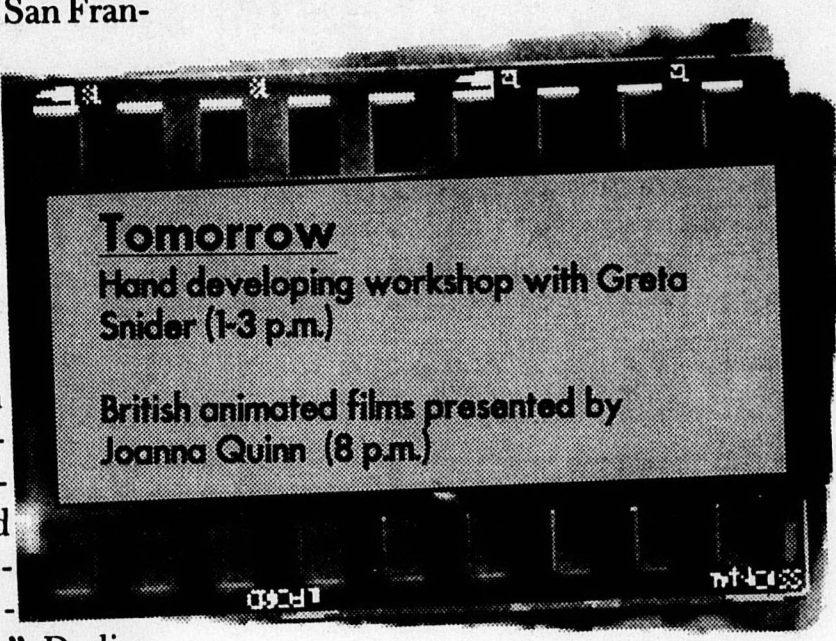 San Fran-
Tomorrow
Hand developing workshop with Greta
Snider (1-3 p.m.)
British animated films presented by
Joanna Quinn (8 p.m.)